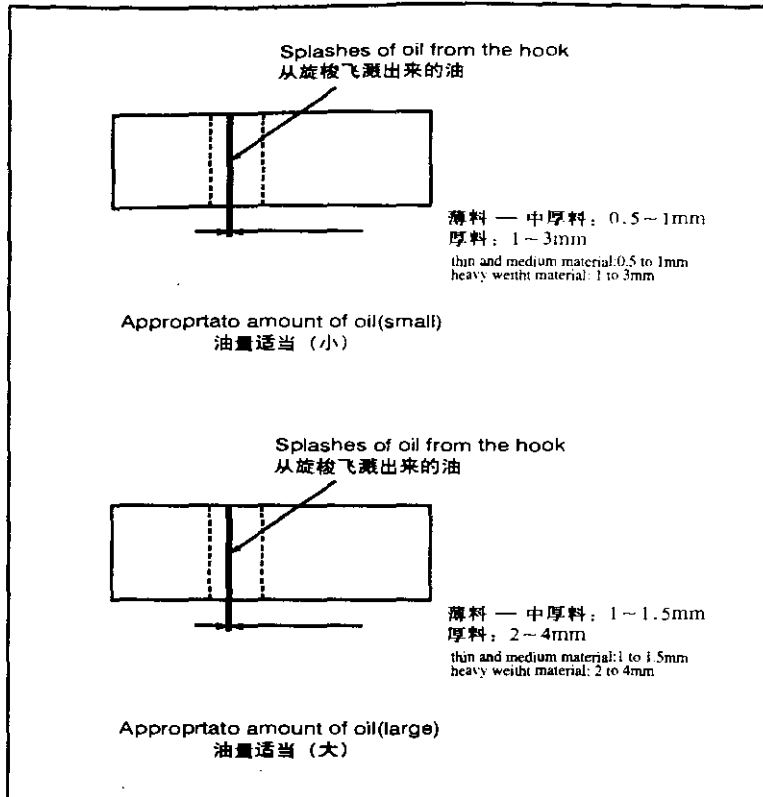 Splashes of oil from the hook
从旋梭飞溅出来的油
薄料 — 中厚料: 0.5~1mm
厚料: 1~3mm
thin and medium material:0.5 to 1mm
heavy weitht material: 1 to 3mm
Approprtato amount of oil(small)
油量适当 (小)
Splashes of oil from the hook
从旋梭飞溅出来的油
薄料 — 中厚料: 1~1.5mm
厚料: 2~4mm
thin and medium material:1 to 1.5mm
heavy weitht material: 2 to 4mm
Approprtato amount of oil(large)
油量适当 (大)